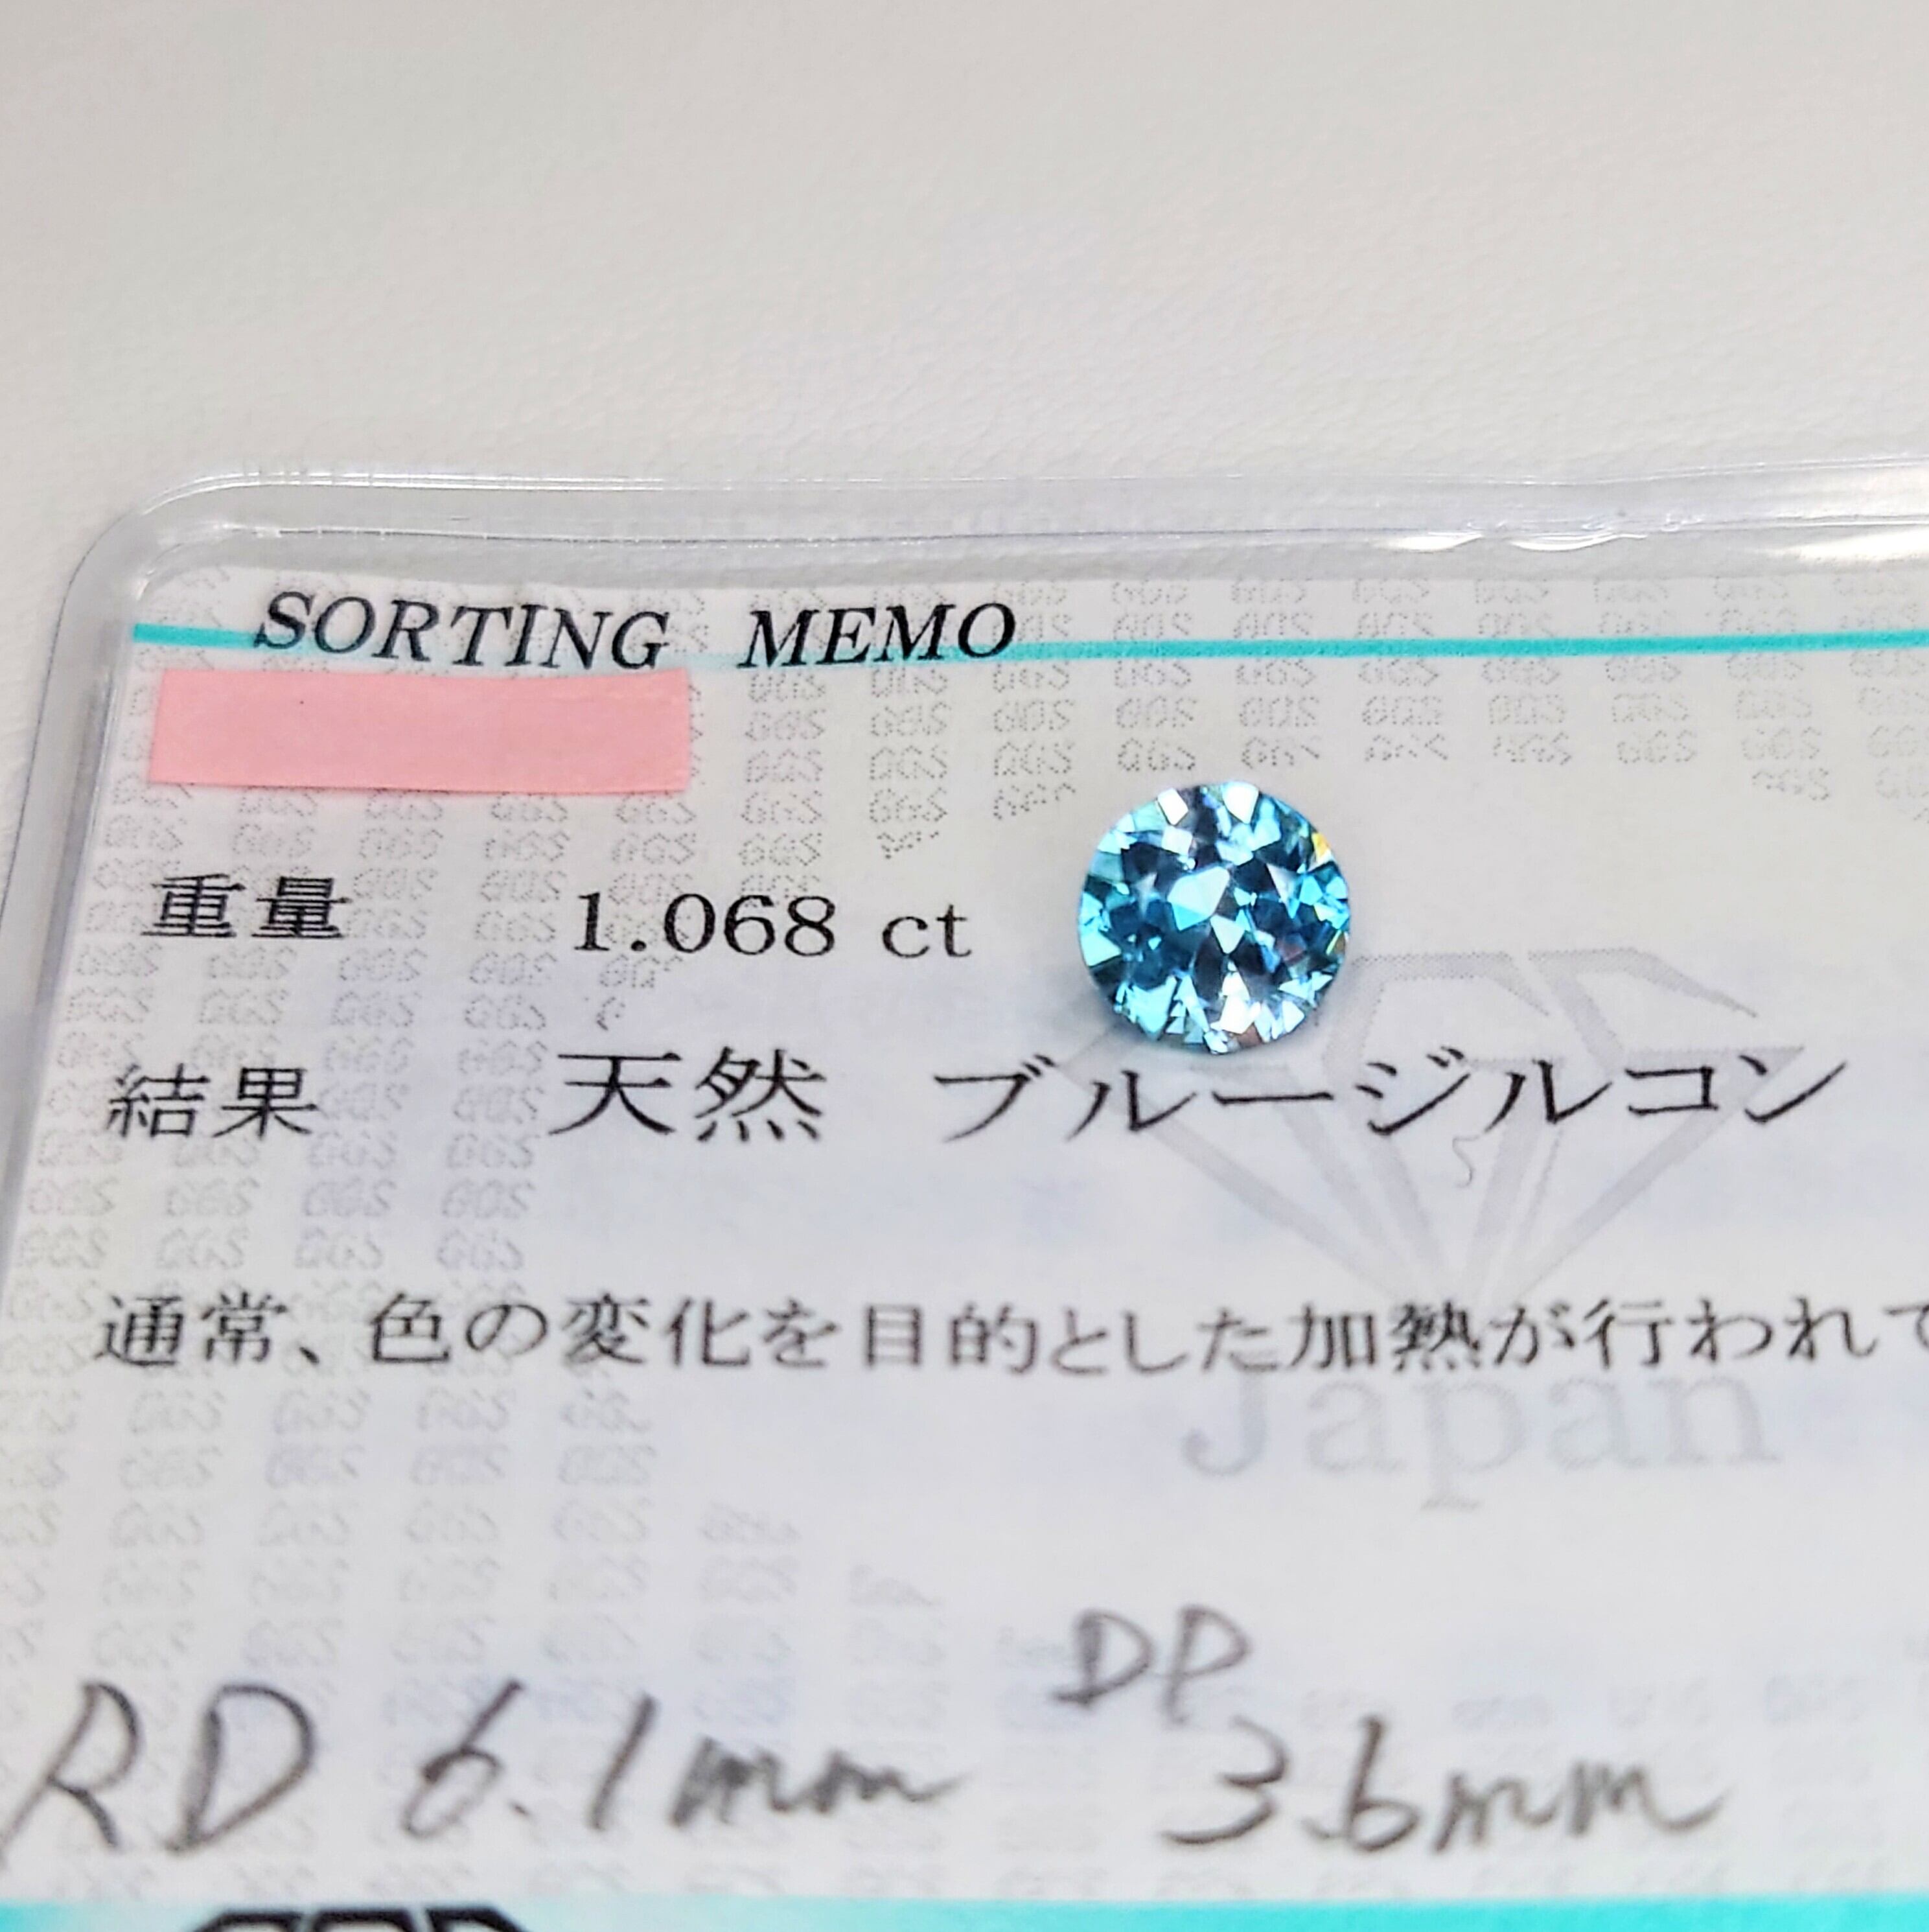 SORTING MEMO
重量 1.068 ct
結果 天然 ブルージルコン
通常、色の変化を目的とした加熱が行われて
Japan
DP
RD 6.1mm 3.6mm